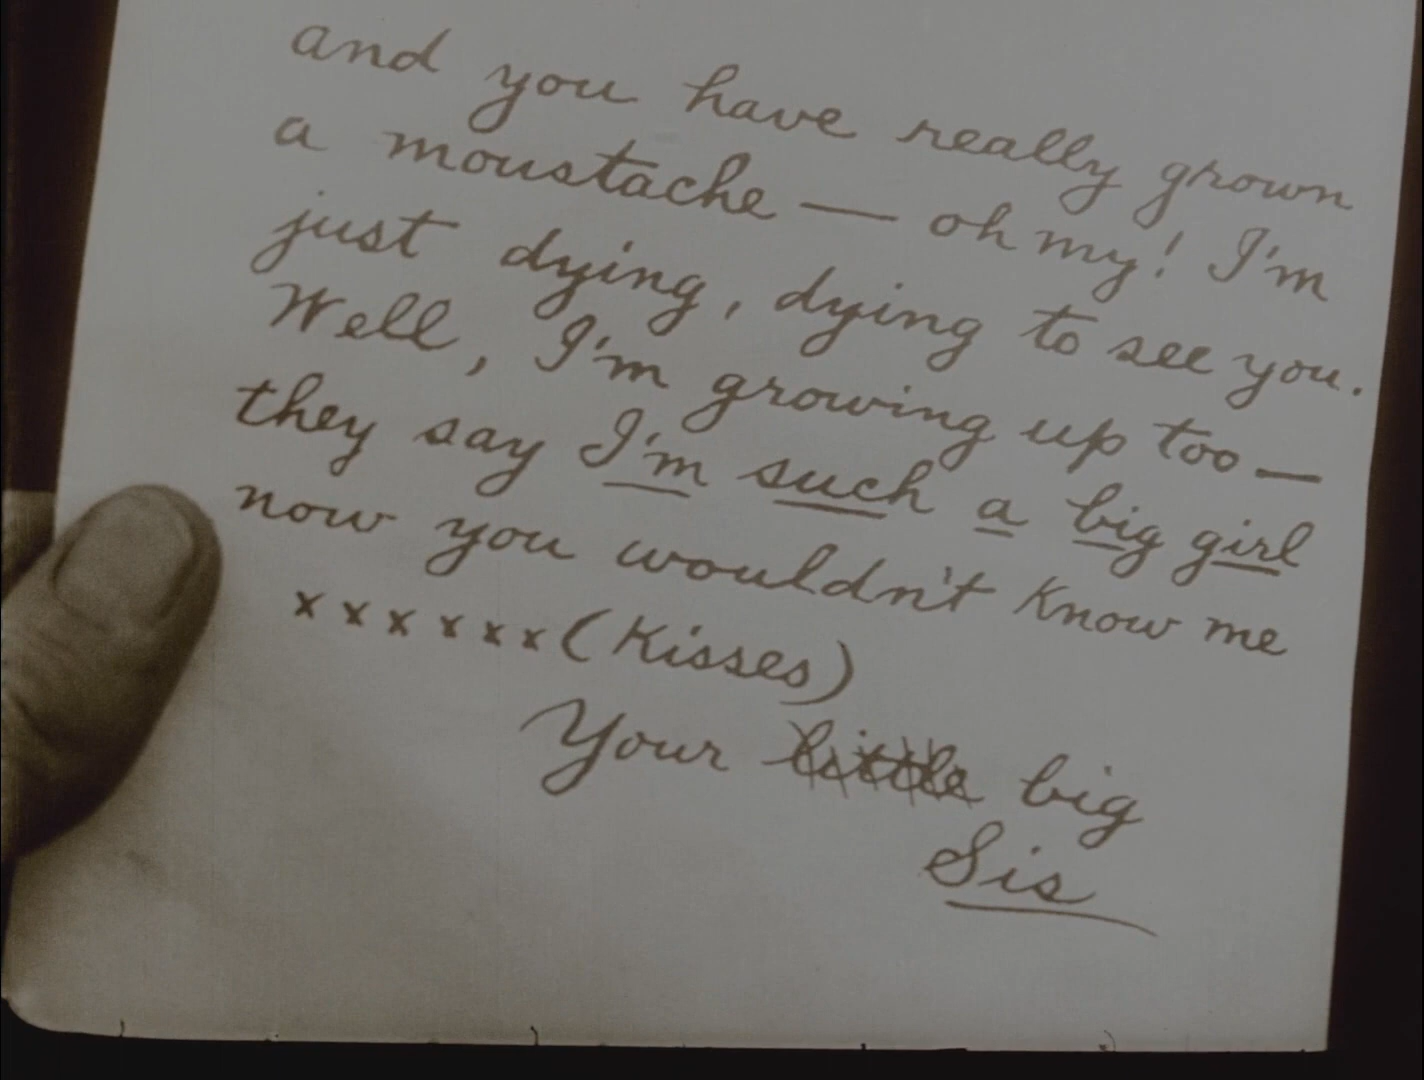 and you have really grown
a moustache — oh my! I'm
just dying, dying to see you.
Well, I'm growing up too —
they say I'm such a big girl
now you wouldn't know me
x x x x x x (Kisses)
Your little big
Sis